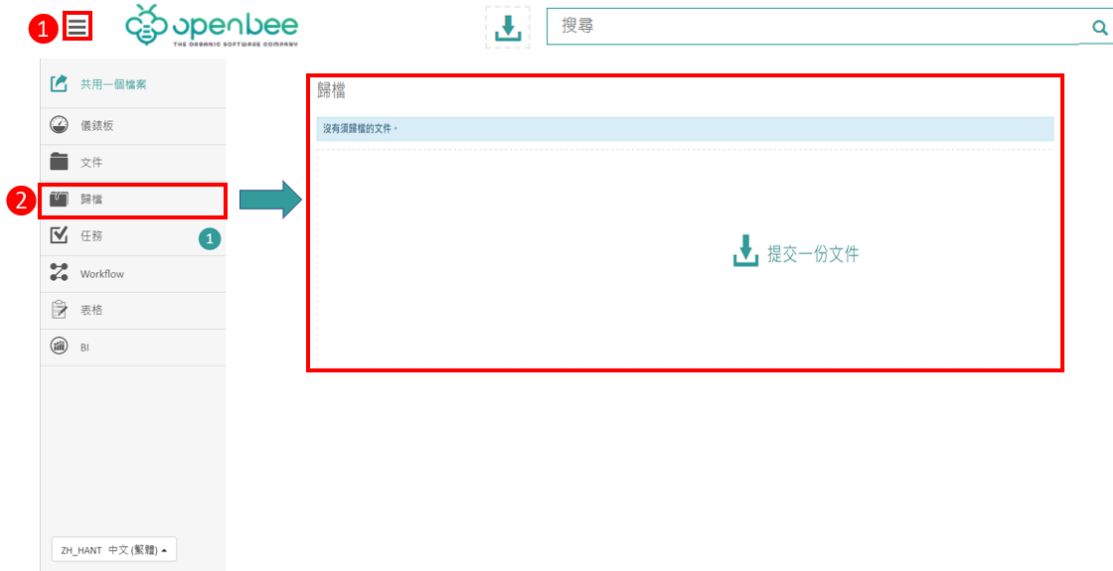 1
openbee
THE ORGANIC SOFTWARE COMPANY
搜尋
共用一個檔案
儀錶板
文件
2
歸檔
任務
1
Workflow
表格
BI
ZH_HANT 中文 (繁體)
歸檔
沒有須歸檔的文件。
提交一份文件